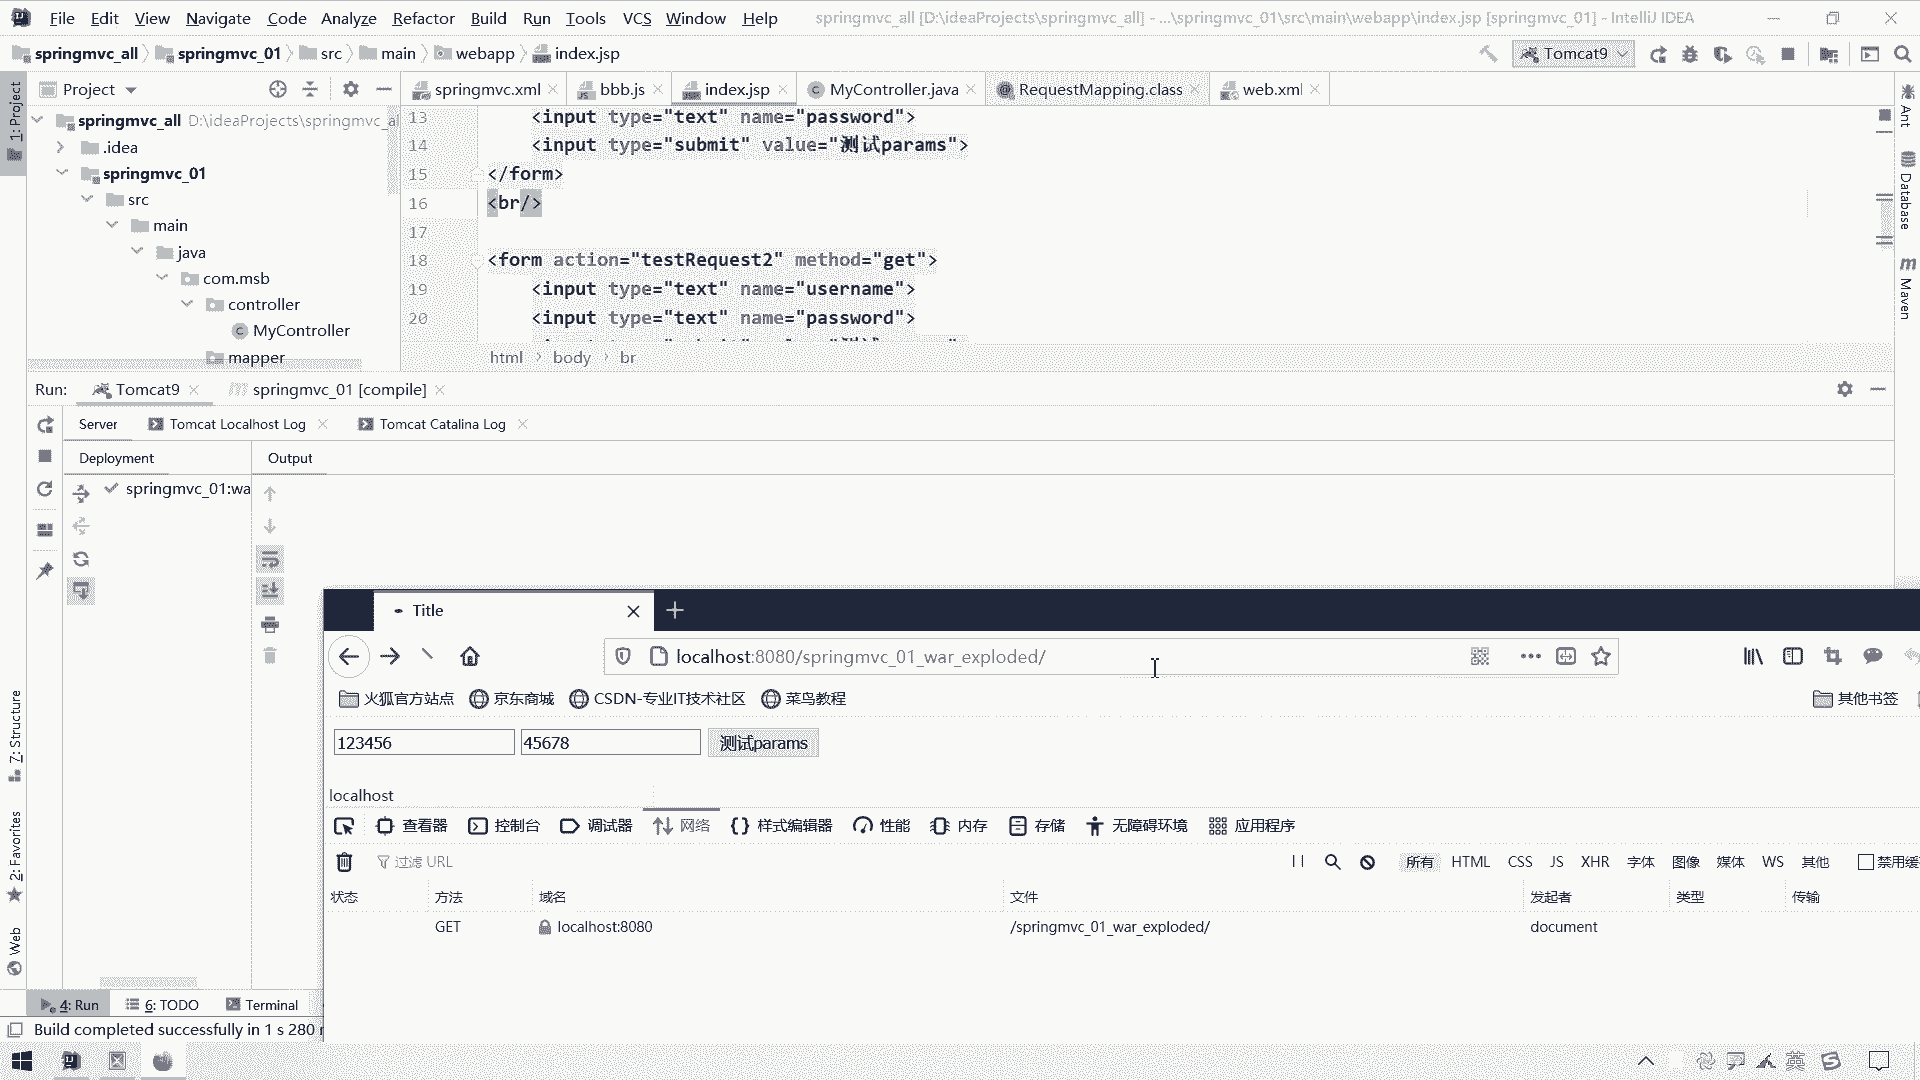 File Edit View Navigate Code Analyze Refactor Build Run Tools VCS Window Help springmvc_all [D:\ideaProjects\springmvc_all] - ...\springmvc_01\src\main\webapp\index.jsp [springmvc_01] - IntelliJ IDEA
springmvc_all springmvc_01 src main webapp index.jsp Tomcat9
1: Project
Project
springmvc.xml bbb.js index.jsp MyController.java RequestMapping.class web.xml
springmvc_all D:\ideaProjects\springmvc_al
.idea
springmvc_01
src
main
java
com.msb
controller
MyController
mapper
13 <input type="text" name="password">
14 <input type="submit" value="测试params">
15 </form>
16 <br/>
17
18 <form action="testRequest2" method="get">
19 <input type="text" name="username">
20 <input type="text" name="password">
html body br
Ant
Database
Maven
Run: Tomcat9 springmvc_01 [compile]
Server Tomcat Localhost Log Tomcat Catalina Log
Deployment Output
springmvc_01:wa
Title
localhost:8080/springmvc_01_war_exploded/
火狐官方站点 京东商城 CSDN-专业IT技术社区 菜鸟教程 其他书签
123456 45678 测试params
localhost
查看器 控制台 调试器 网络 样式编辑器 性能 内存 存储 无障碍环境 应用程序
过滤 URL 所有 HTML CSS JS XHR 字体 图像 媒体 WS 其他 禁用缓
状态 方法 域名 文件 发起者 类型 传输
GET localhost:8080 /springmvc_01_war_exploded/ document
7: Structure
2: Favorites
Web
4: Run 6: TODO Terminal
Build completed successfully in 1 s 280
英